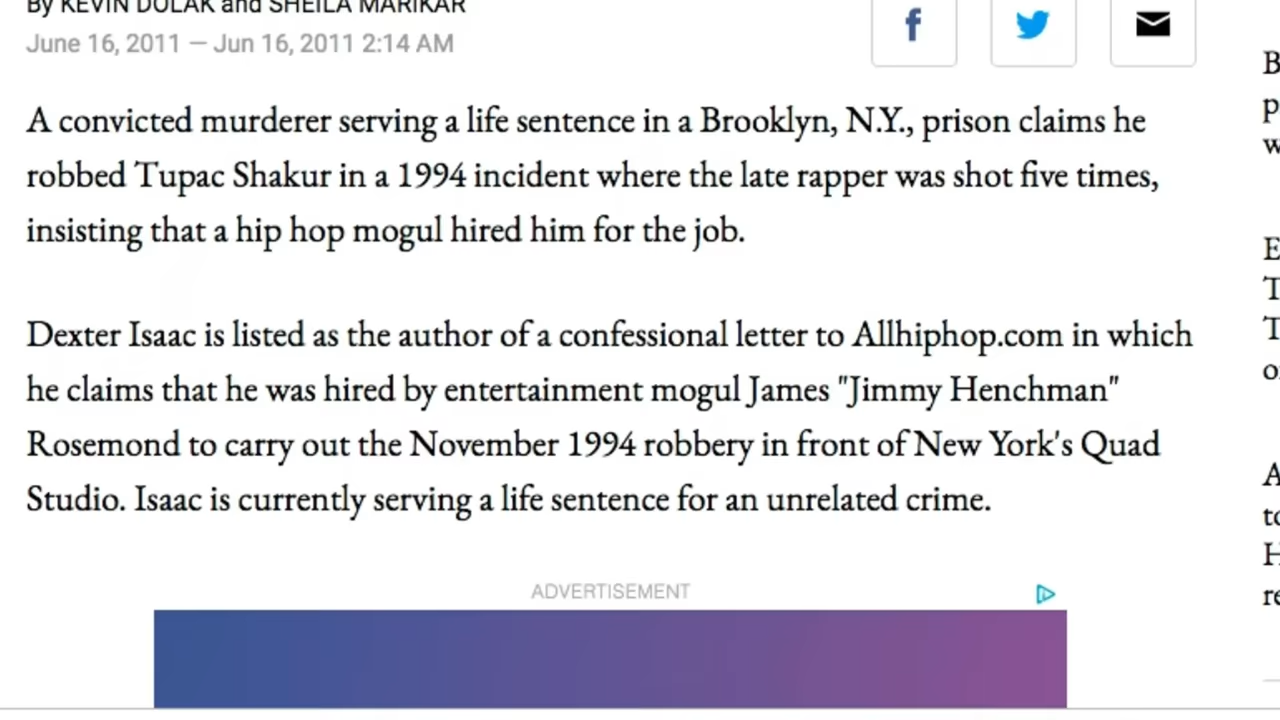 By KEVIN DOLAK and SHEILA MARIKAR
June 16, 2011 — Jun 16, 2011 2:14 AM
A convicted murderer serving a life sentence in a Brooklyn, N.Y., prison claims he
robbed Tupac Shakur in a 1994 incident where the late rapper was shot five times,
insisting that a hip hop mogul hired him for the job.
Dexter Isaac is listed as the author of a confessional letter to Allhiphop.com in which
he claims that he was hired by entertainment mogul James "Jimmy Henchman"
Rosemond to carry out the November 1994 robbery in front of New York's Quad
Studio. Isaac is currently serving a life sentence for an unrelated crime.
ADVERTISEMENT